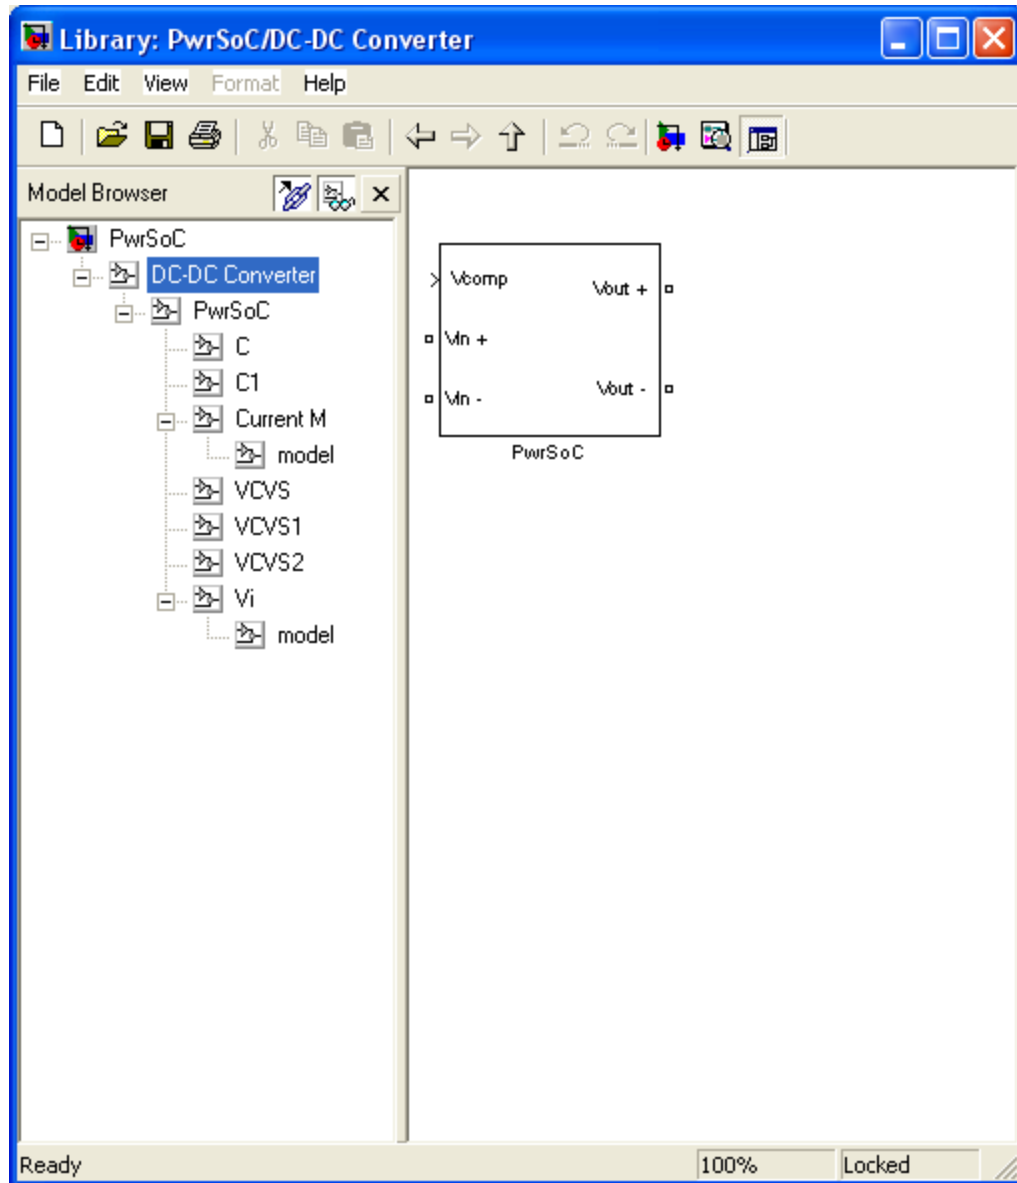 Library: PwrSoC/DC-DC Converter
File Edit View Format Help
Model Browser
PwrSoC
DC-DC Converter
PwrSoC
C
C1
Current M
model
VCVS
VCVS1
VCVS2
Vi
model
Vcomp
Vin +
Vin -
Vout +
Vout -
PwrSoC
Ready
100%
Locked